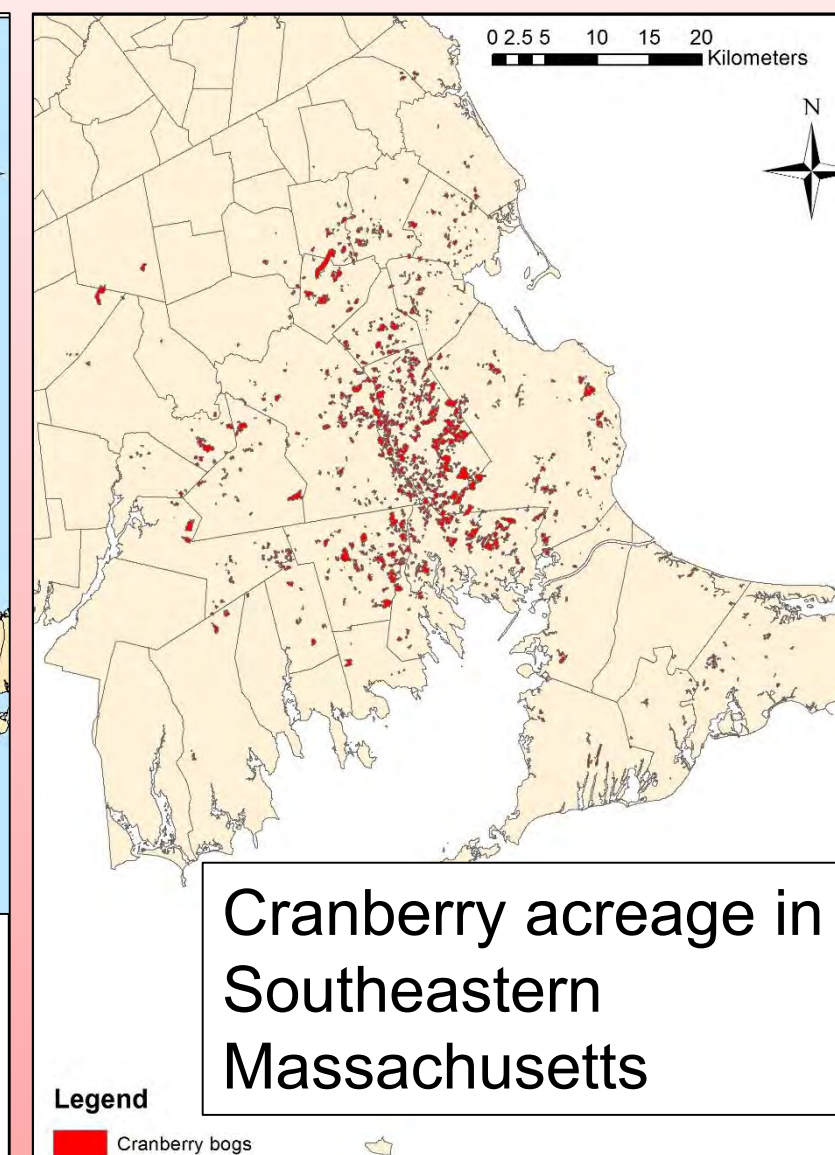 0 2.5 5 10 15 20
Kilometers
N
Cranberry acreage in
Southeastern
Massachusetts
Legend
Cranberry bogs